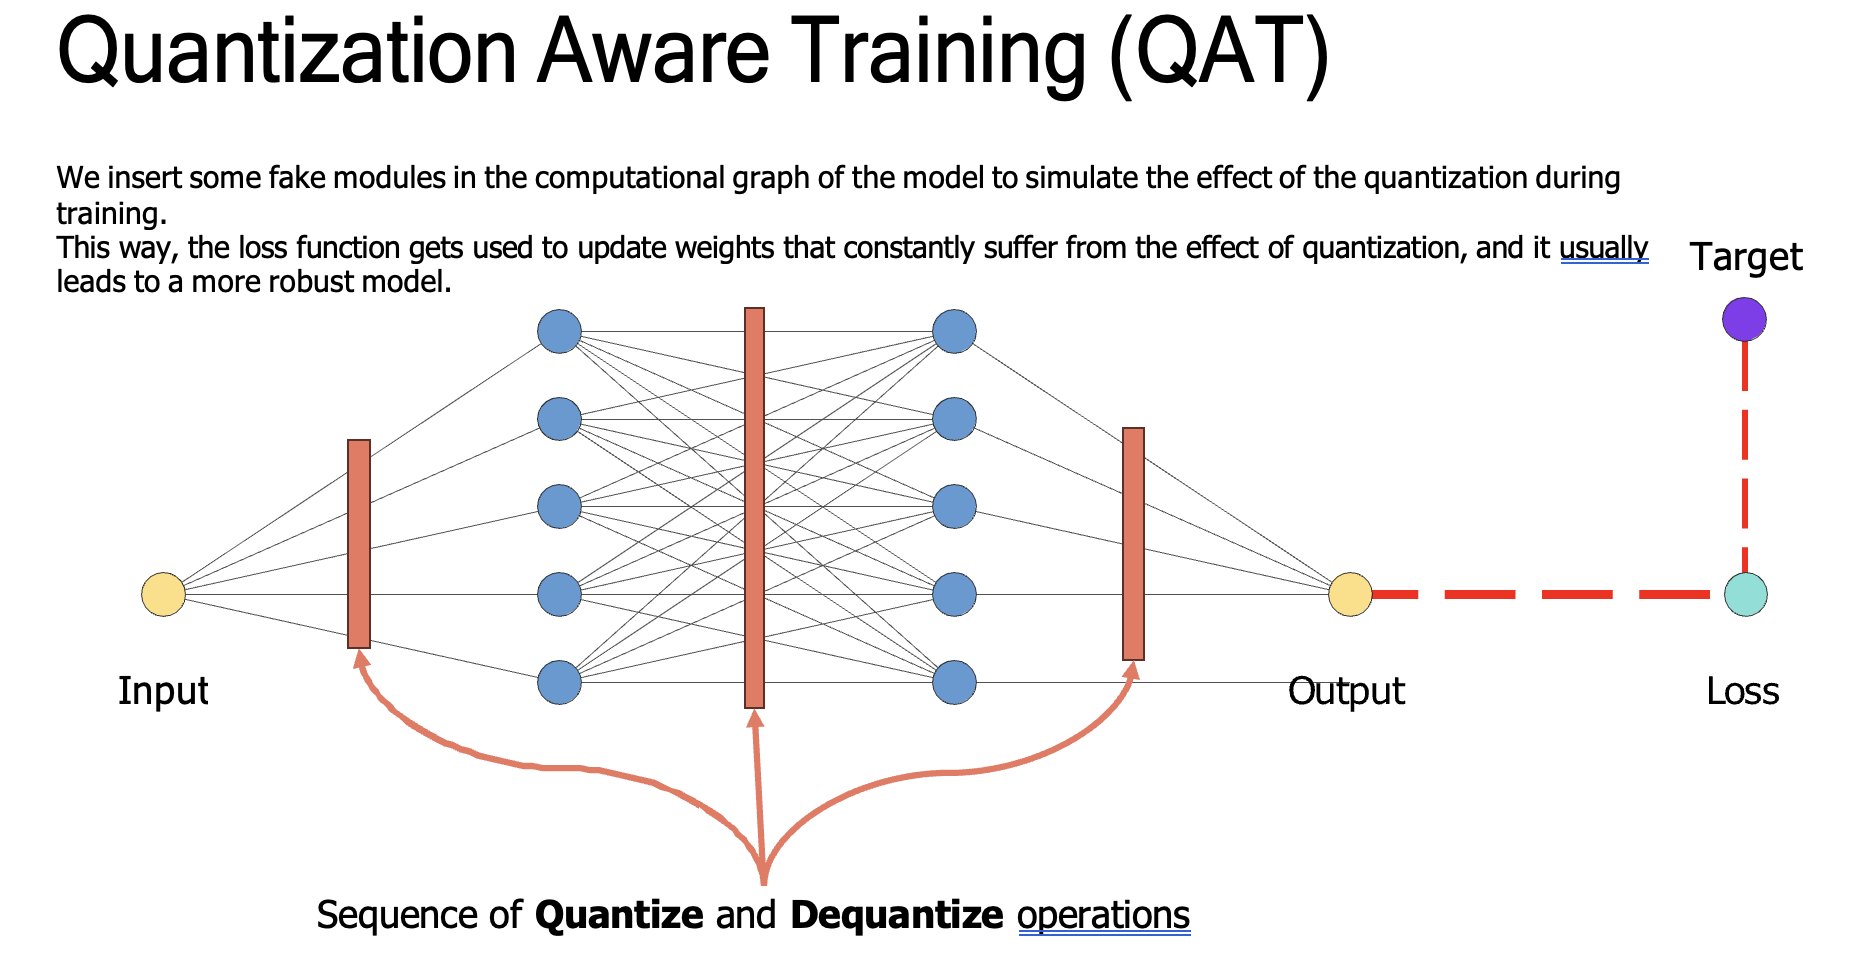 Quantization Aware Training (QAT)
We insert some fake modules in the computational graph of the model to simulate the effect of the quantization during
training.
This way, the loss function gets used to update weights that constantly suffer from the effect of quantization, and it usually
leads to a more robust model.
Target
Input
Output
Loss
Sequence of Quantize and Dequantize operations